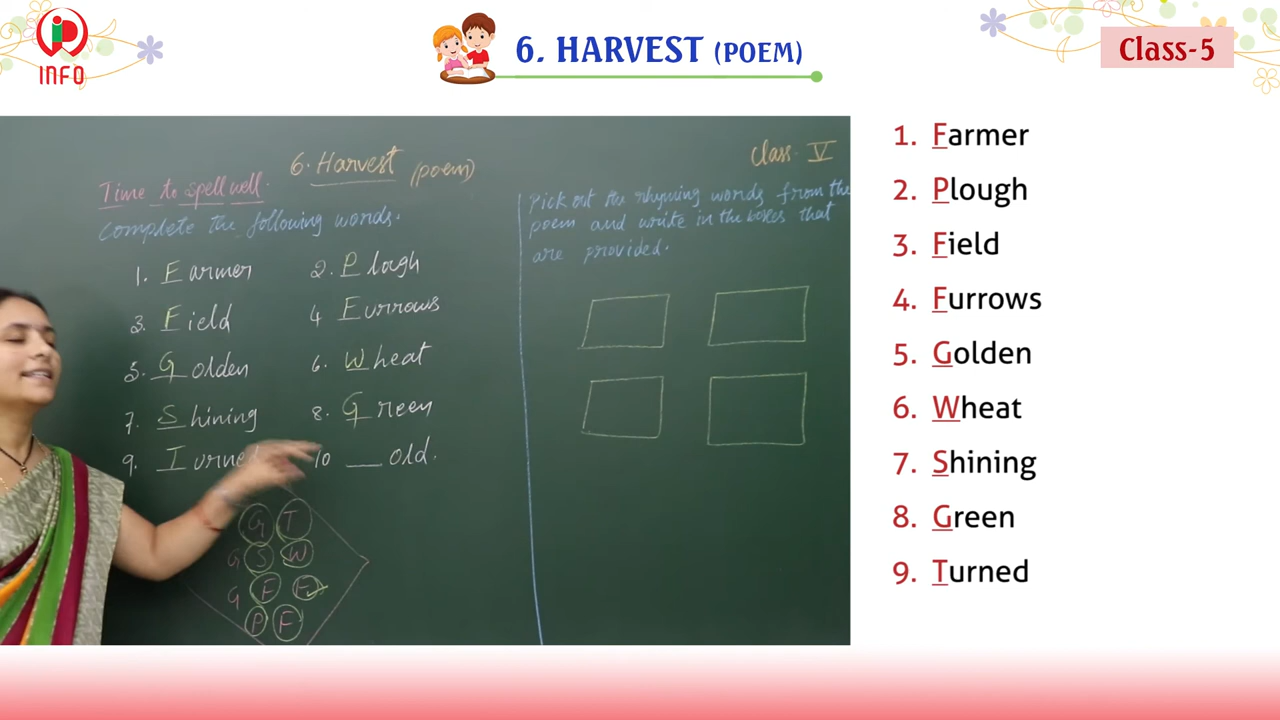 INFO
6. HARVEST (POEM)
Class-5
6. Harvest (poem)
Class - V
Time to spell well.
Complete the following words.
1. Farmer
2. Plough
3. Field
4 Furrows
5. Golden
6. Wheat
7. Shining
8. Green
9. Turned
10 __ old.
G T
G S W
G F F
P F
Pick out the rhyming words from the
poem and write in the boxes that
are provided.
1. Farmer
2. Plough
3. Field
4. Furrows
5. Golden
6. Wheat
7. Shining
8. Green
9. Turned